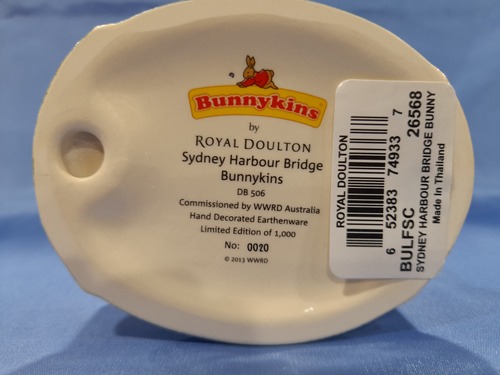 Bunnykins
by
ROYAL DOULTON
Sydney Harbour Bridge
Bunnykins
DB 506
Commissioned by WWRD Australia
Hand Decorated Earthenware
Limited Edition of 1,000
No: 0020
© 2013 WWRD
ROYAL DOULTON
6 52383 74933 7
BULFSC 26568
SYDNEY HARBOUR BRIDGE BUNNY
Made In Thailand